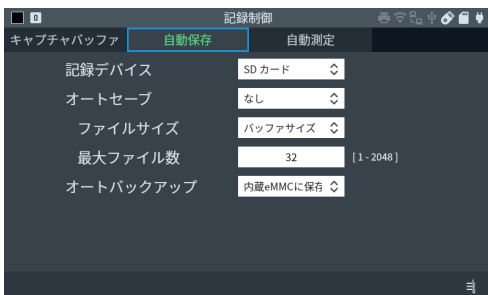 0 記録制御
キャプチャバッファ 自動保存 自動測定
記録デバイス SD カード
オートセーブ なし
ファイルサイズ バッファサイズ
最大ファイル数 32 [ 1 - 2048 ]
オートバックアップ 内蔵eMMCに保存